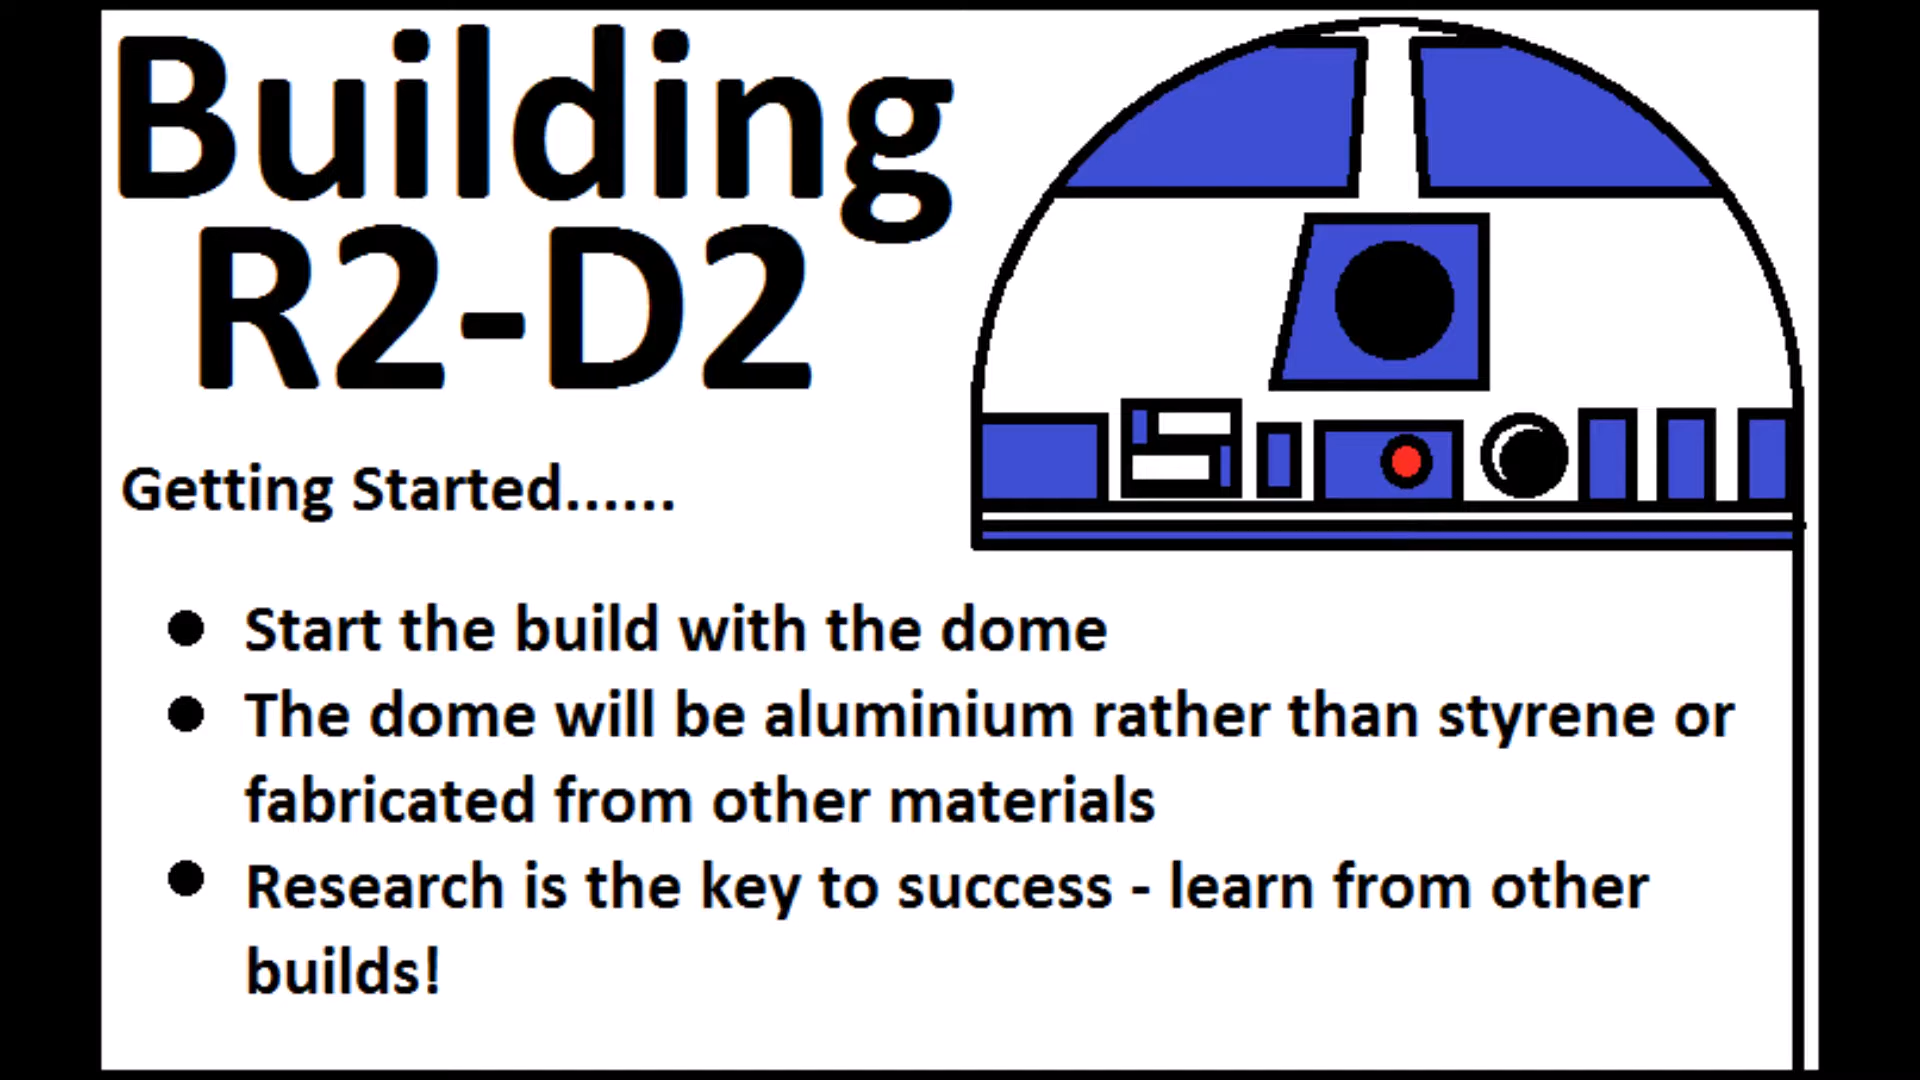 Building
R2-D2
Getting Started......
● Start the build with the dome
● The dome will be aluminium rather than styrene or
fabricated from other materials
● Research is the key to success - learn from other
builds!